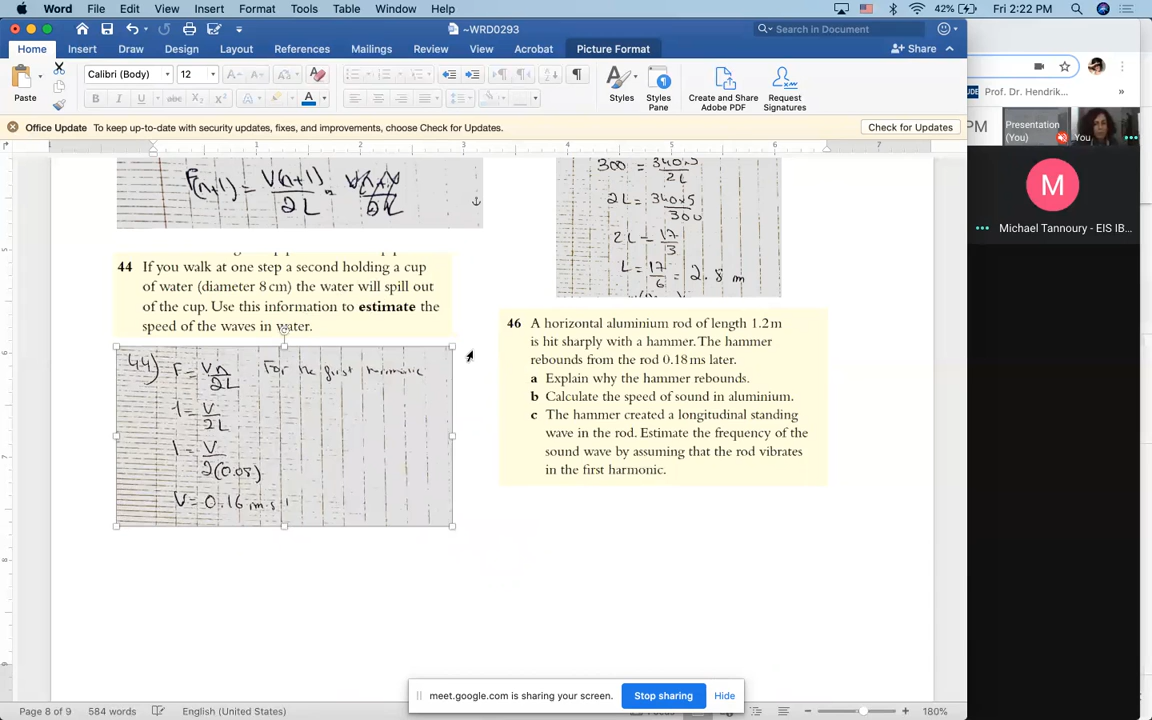 Word File Edit View Insert Format Tools Table Window Help
42% Fri 2:22 PM
~WRD0293
Search in Document
Home Insert Draw Design Layout References Mailings Review View Acrobat Picture Format
Share
Paste
Calibri (Body) 12
Styles
Styles Pane
Create and Share Adobe PDF
Request Signatures
Office Update To keep up-to-date with security updates, fixes, and improvements, choose Check for Updates.
Check for Updates
F(n+1) = V(n+1)
2L
44 If you walk at one step a second holding a cup
of water (diameter 8 cm) the water will spill out
of the cup. Use this information to estimate the
speed of the waves in water.
44) F = Vn For the first harmonic
2L
1 = V
2L
1 = V
2(0.08)
V = 0.16 m.s
300 = 340×5
2L
2L = 340×5
300
2L = 17
3
L = 17 = 2.8 m
6
46 A horizontal aluminium rod of length 1.2 m
is hit sharply with a hammer. The hammer
rebounds from the rod 0.18 ms later.
a Explain why the hammer rebounds.
b Calculate the speed of sound in aluminium.
c The hammer created a longitudinal standing
wave in the rod. Estimate the frequency of the
sound wave by assuming that the rod vibrates
in the first harmonic.
meet.google.com is sharing your screen. Stop sharing Hide
Page 8 of 9 584 words English (United States)
Focus
180%
Prof. Dr. Hendrik...
PM
Presentation (You)
You
M
Michael Tannoury - EIS IB...